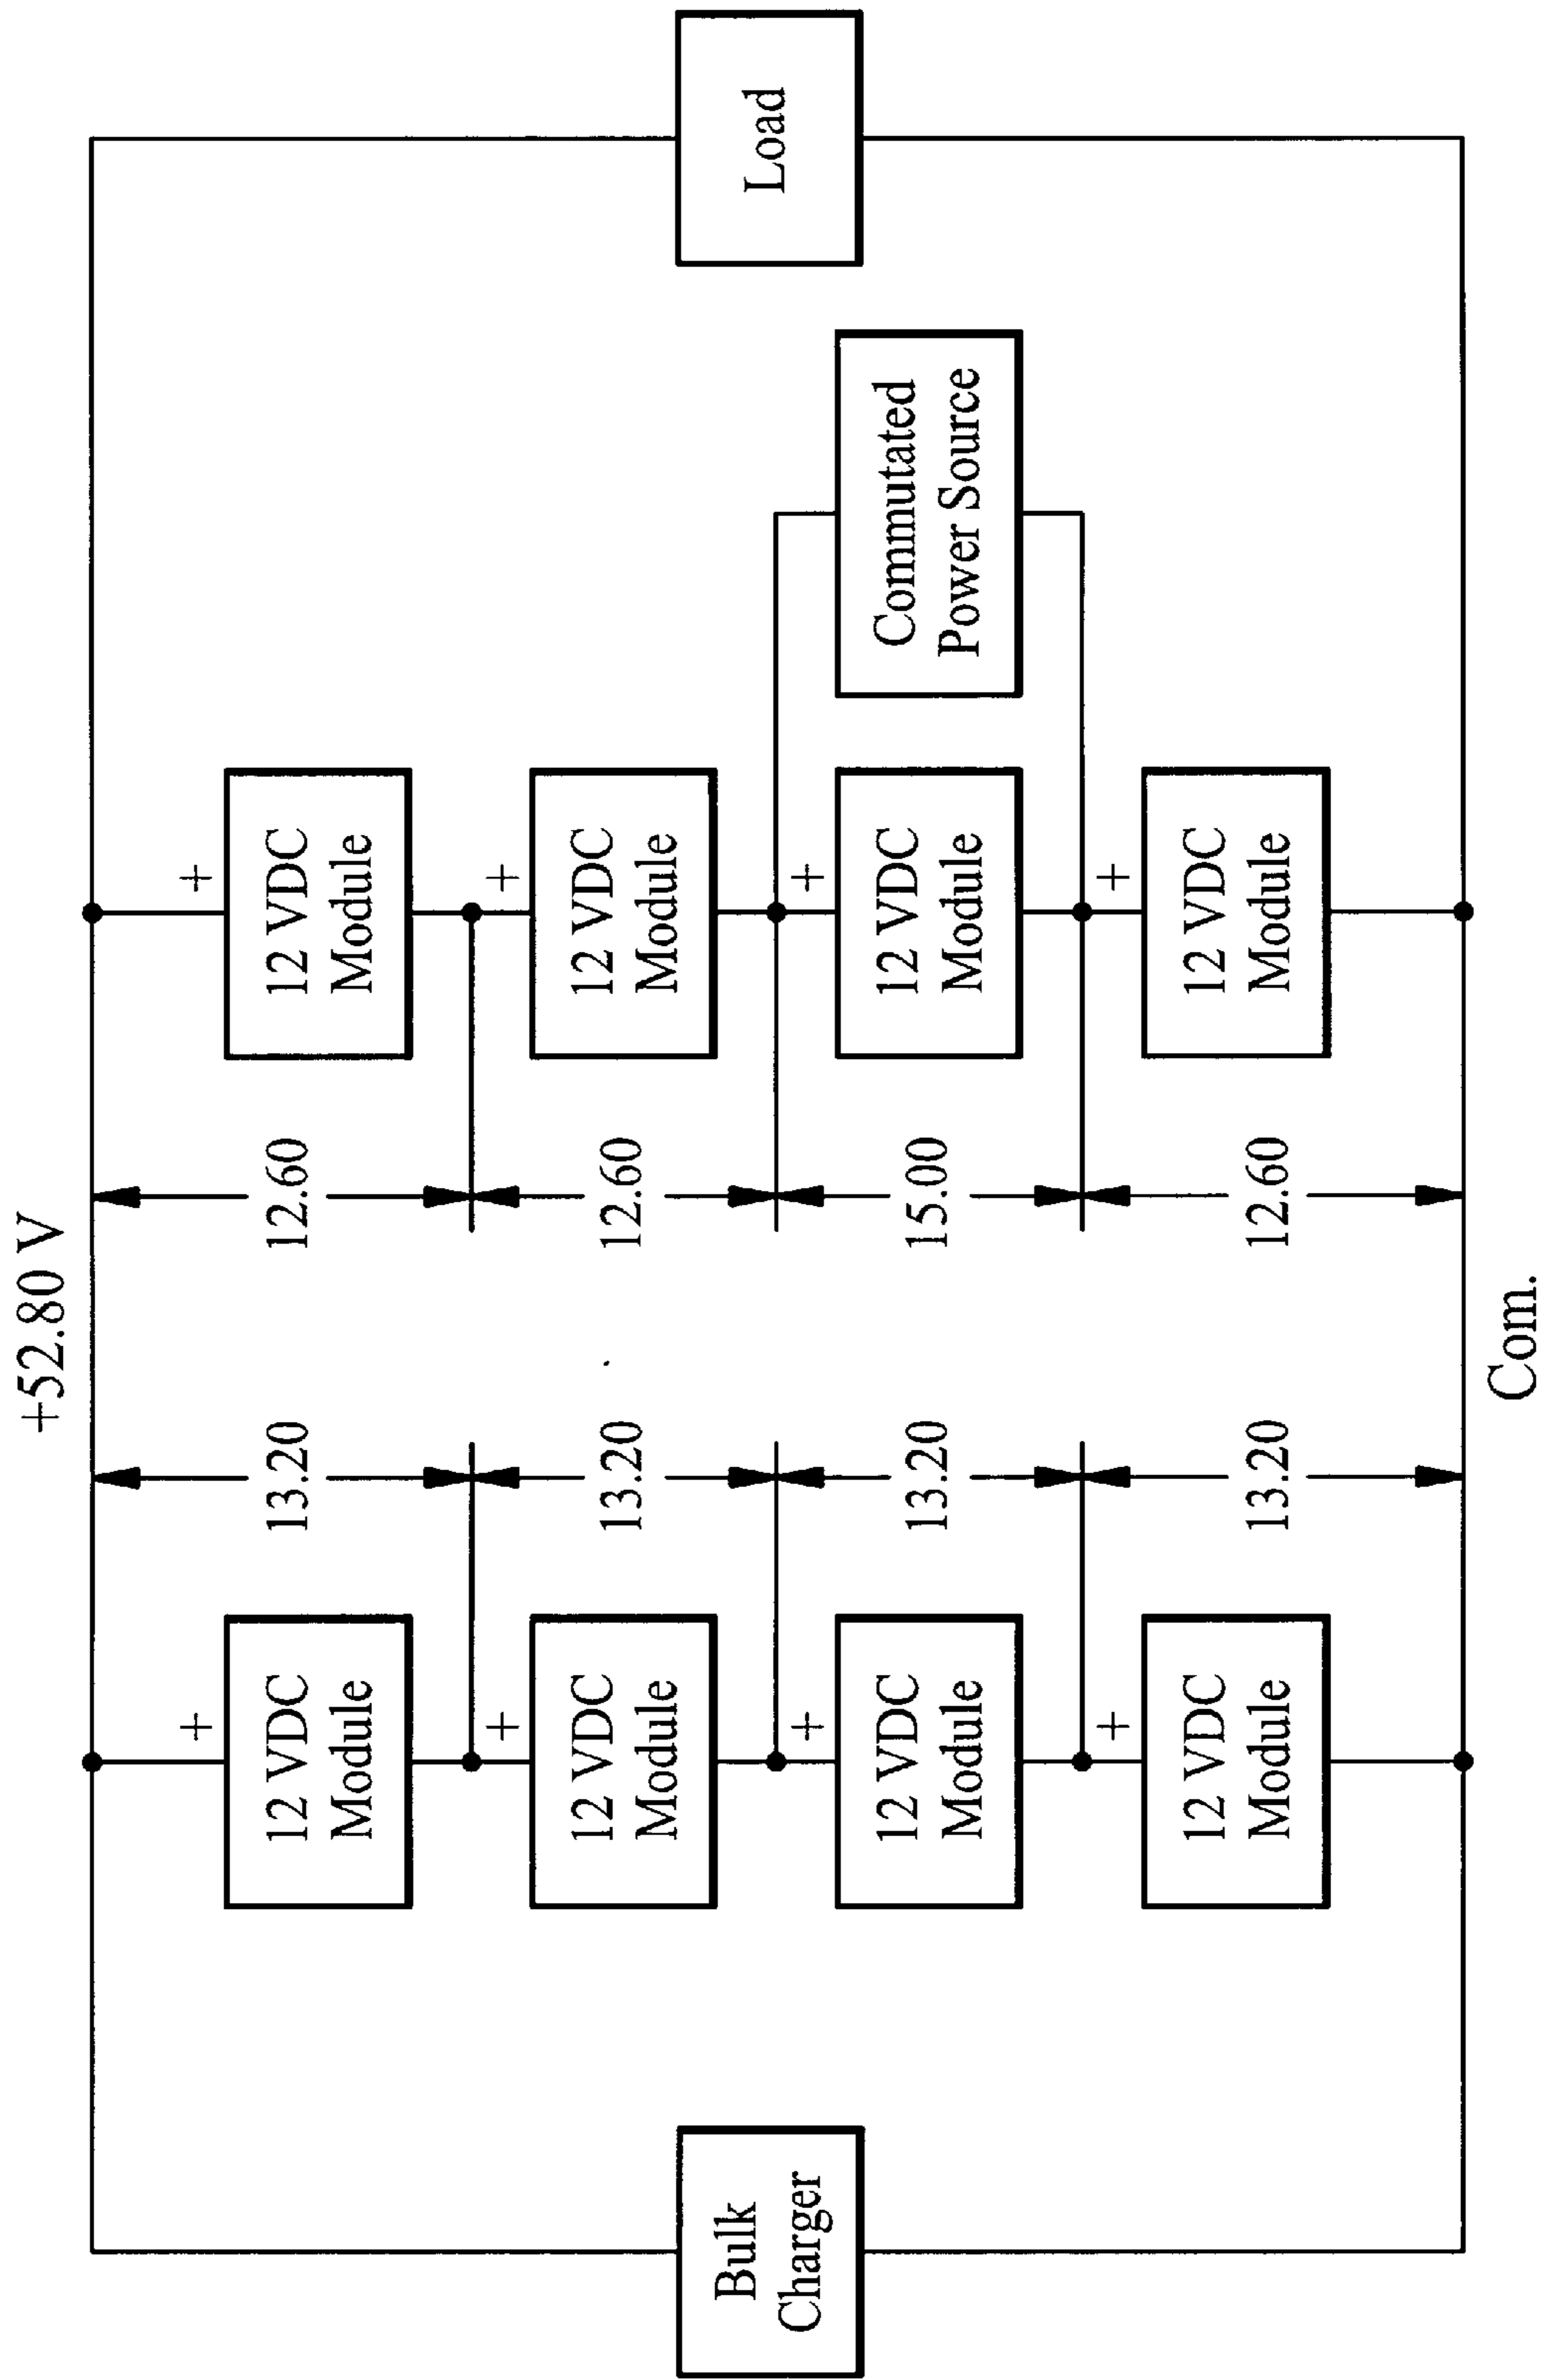 +52.80 V
+
12 VDC
Module
13.20
12.60
+
12 VDC
Module
+
12 VDC
Module
13.20
12.60
+
12 VDC
Module
Bulk
Charger
Load
+
12 VDC
Module
13.20
15.00
+
12 VDC
Module
Commutated
Power Source
+
12 VDC
Module
13.20
12.60
+
12 VDC
Module
Com.